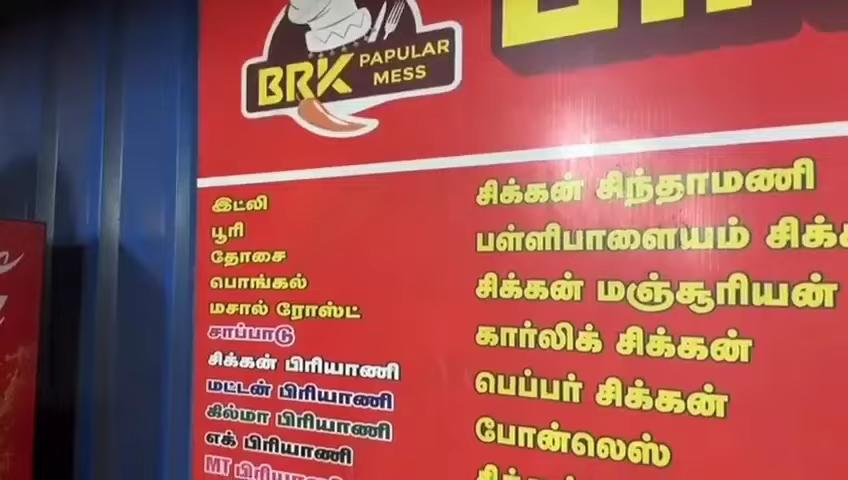 BRK
PAPULAR
MESS
இட்லி
பூரி
தோசை
பொங்கல்
மசால் ரோஸ்ட்
சாப்பாடு
சிக்கன் பிரியாணி
மட்டன் பிரியாணி
கில்மா பிரியாணி
எக் பிரியாணி
MT பிரியாணி
சிக்கன் சிந்தாமணி
பள்ளிபாளையம்
சிக்கன் மஞ்சூரியன்
கார்லிக் சிக்கன்
பெப்பர் சிக்கன்
போன்லெஸ்